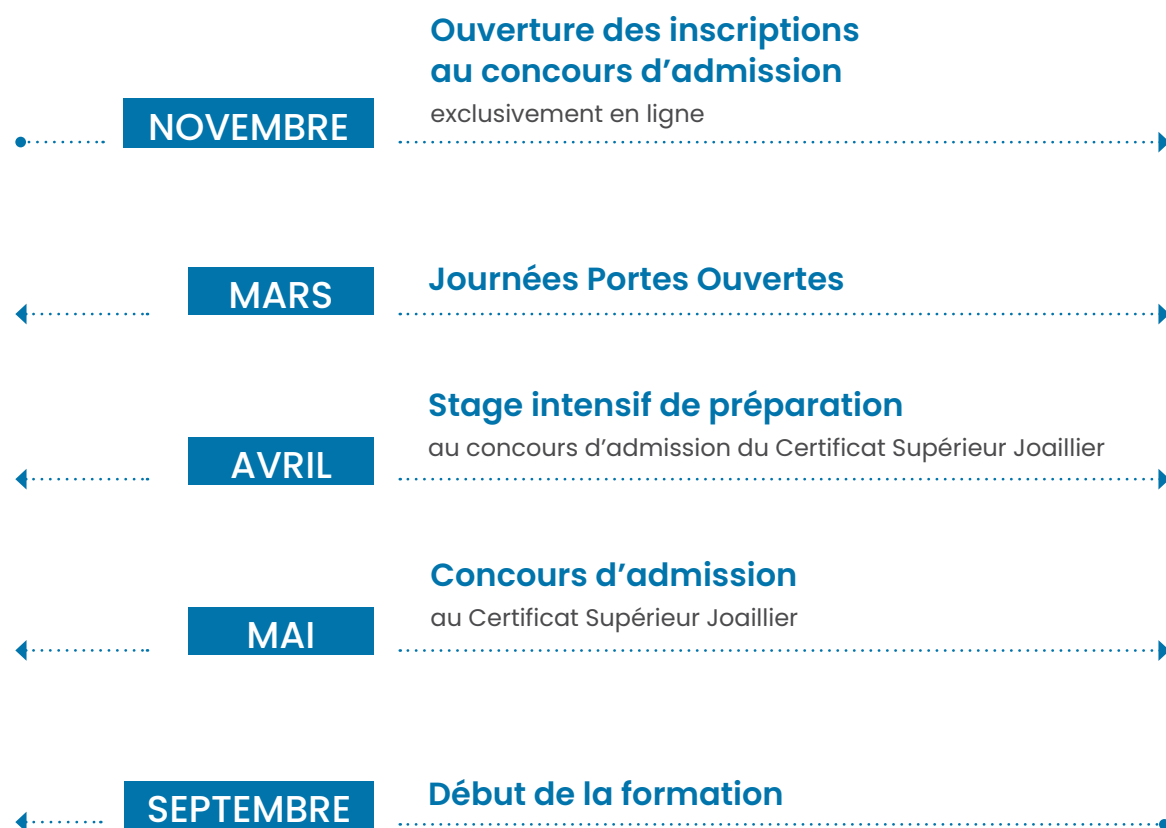 Ouverture des inscriptions
au concours d’admission
exclusivement en ligne
NOVEMBRE
Journées Portes Ouvertes
MARS
Stage intensif de préparation
au concours d’admission du Certificat Supérieur Joaillier
AVRIL
Concours d’admission
au Certificat Supérieur Joaillier
MAI
Début de la formation
SEPTEMBRE